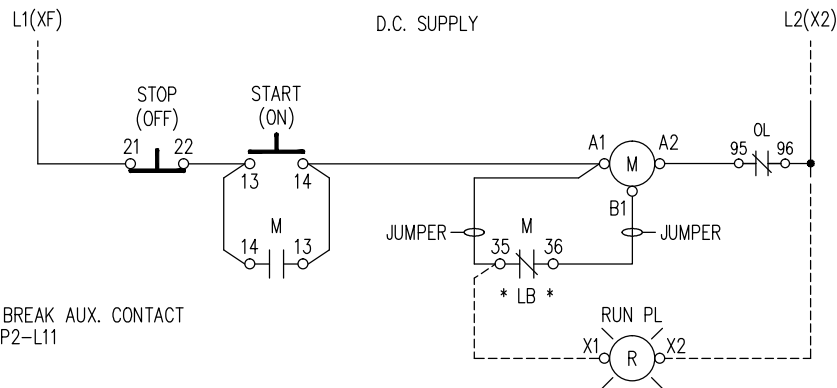 L1(XF)
D.C. SUPPLY
L2(X2)
STOP
(OFF)
START
(ON)
OL
21 22
13 14
A1 M A2
95 96
B1
M
14 13
JUMPER
M
35 36
JUMPER
* LB *
BREAK AUX. CONTACT
P2-L11
RUN PL
X1 R X2